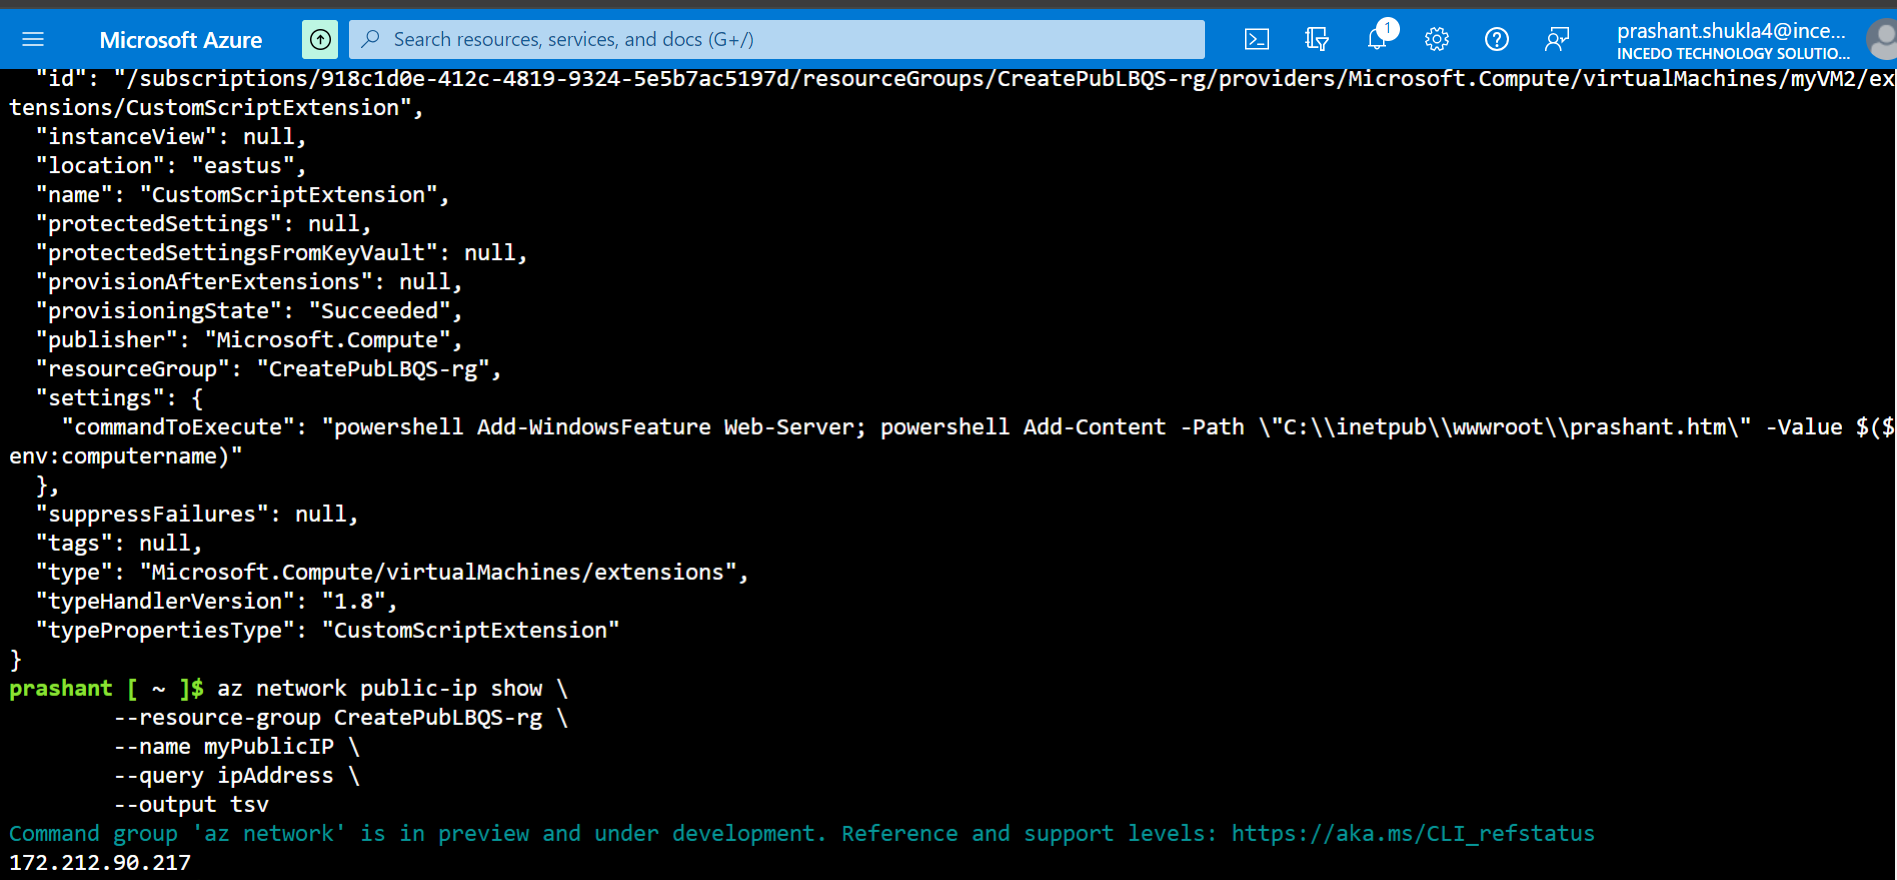 Microsoft Azure
Search resources, services, and docs (G+/)
1
prashant.shukla4@ince...
INCEDO TECHNOLOGY SOLUTIO...
"id": "/subscriptions/918c1d0e-412c-4819-9324-5e5b7ac5197d/resourceGroups/CreatePubLBQS-rg/providers/Microsoft.Compute/virtualMachines/myVM2/ex
tensions/CustomScriptExtension",
"instanceView": null,
"location": "eastus",
"name": "CustomScriptExtension",
"protectedSettings": null,
"protectedSettingsFromKeyVault": null,
"provisionAfterExtensions": null,
"provisioningState": "Succeeded",
"publisher": "Microsoft.Compute",
"resourceGroup": "CreatePubLBQS-rg",
"settings": {
"commandToExecute": "powershell Add-WindowsFeature Web-Server; powershell Add-Content -Path \"C:\\inetpub\\wwwroot\\prashant.htm\" -Value $($
env:computername)"
},
"suppressFailures": null,
"tags": null,
"type": "Microsoft.Compute/virtualMachines/extensions",
"typeHandlerVersion": "1.8",
"typePropertiesType": "CustomScriptExtension"
}
prashant [ ~ ]$ az network public-ip show \
--resource-group CreatePubLBQS-rg \
--name myPublicIP \
--query ipAddress \
--output tsv
Command group 'az network' is in preview and under development. Reference and support levels: https://aka.ms/CLI_refstatus
172.212.90.217